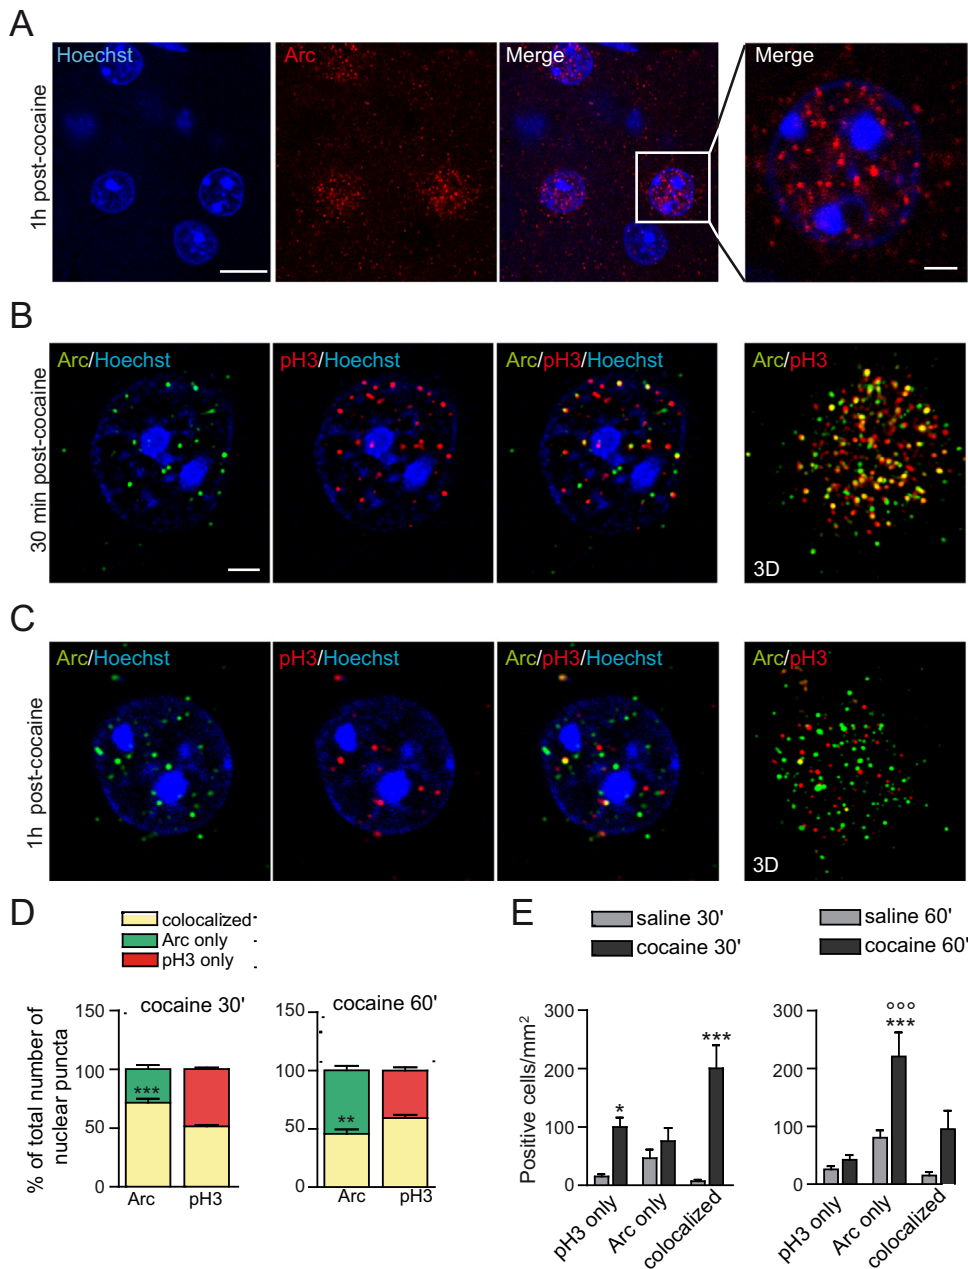 A
1h post-cocaine
Hoechst
Arc
Merge
Merge
B
30 min post-cocaine
Arc/Hoechst
pH3/Hoechst
Arc/pH3/Hoechst
Arc/pH3
3D
C
1h post-cocaine
Arc/Hoechst
pH3/Hoechst
Arc/pH3/Hoechst
Arc/pH3
3D
D
colocalized
Arc only
pH3 only
% of total number of
nuclear puncta
cocaine 30'
150
100
50
0
***
Arc
pH3
cocaine 60'
150
100
50
0
**
Arc
pH3
E
saline 30'
cocaine 30'
saline 60'
cocaine 60'
Positive cells/mm²
300
200
100
0
*
***
pH3 only
Arc only
colocalized
300
200
100
0
°°°
***
pH3 only
Arc only
colocalized